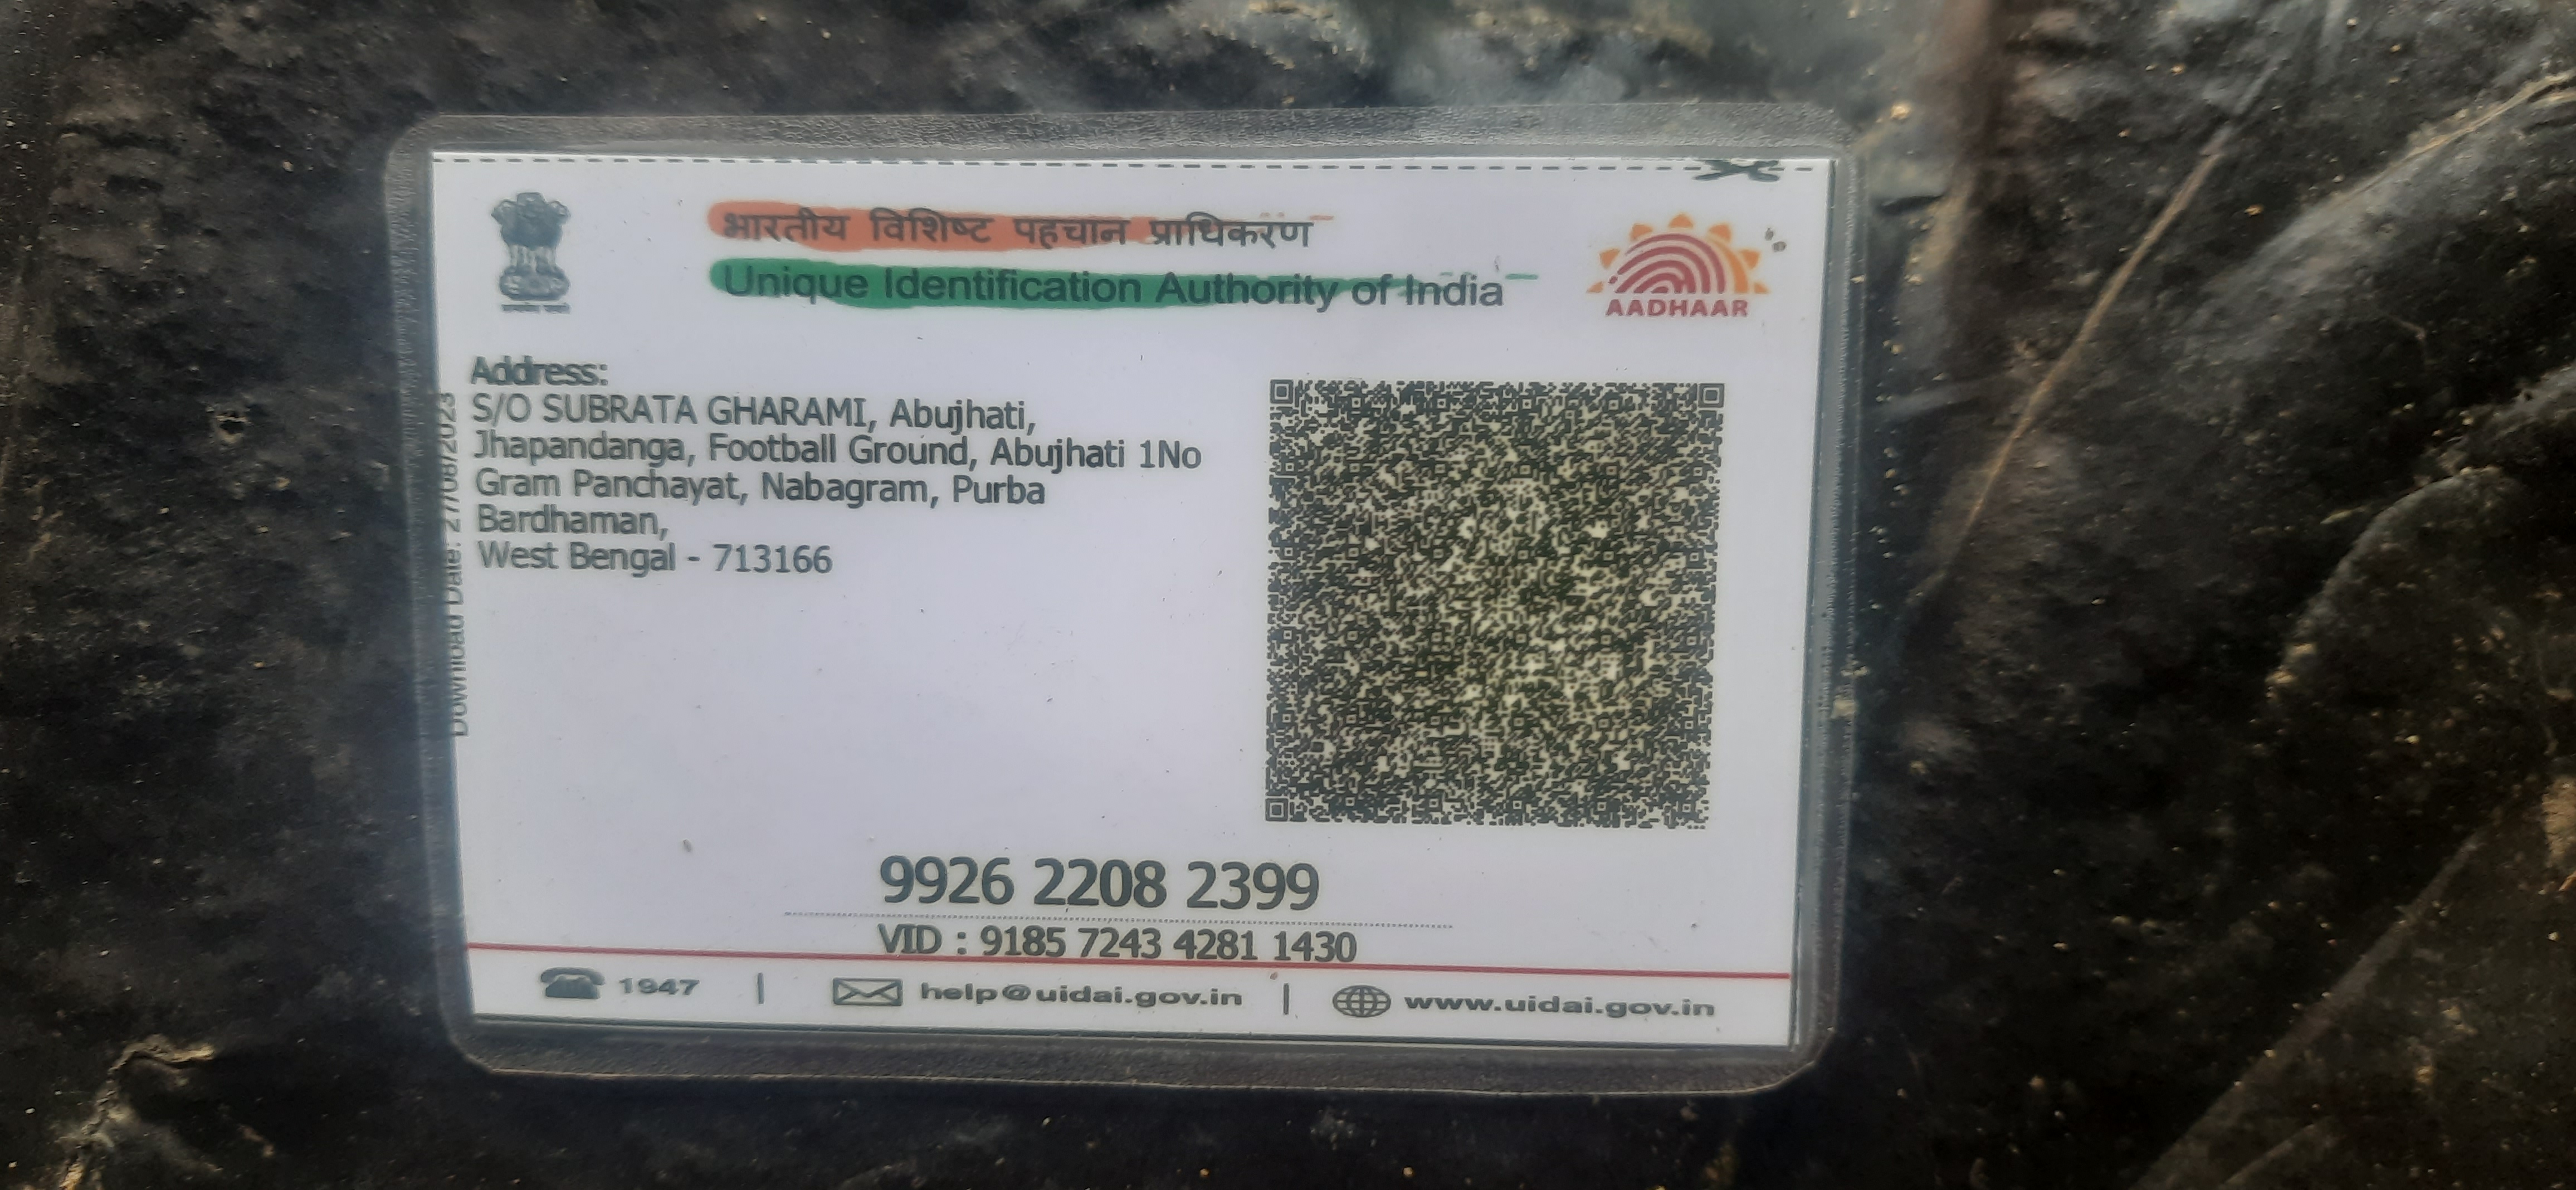 भारतीय विशिष्ट पहचान प्राधिकरण
Unique Identification Authority of India
AADHAAR
Address:
S/O SUBRATA GHARAMI, Abujhati,
Jhapandanga, Football Ground, Abujhati 1No
Gram Panchayat, Nabagram, Purba
Bardhaman,
West Bengal - 713166
Download Date: 27/08/2023
9926 2208 2399
VID : 9185 7243 4281 1430
1947 | help@uidai.gov.in | www.uidai.gov.in